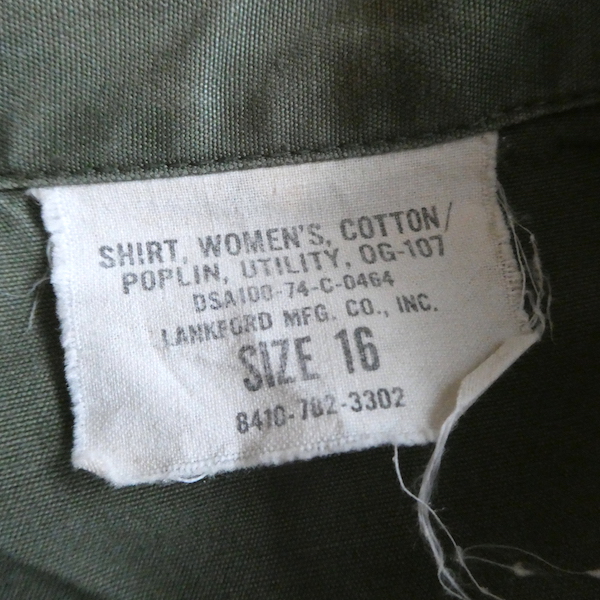 SHIRT, WOMEN'S, COTTON/
POPLIN, UTILITY, OG-107
DSA100-74-C-0464
LANKFORD MFG. CO., INC.
SIZE 16
8410-782-3302